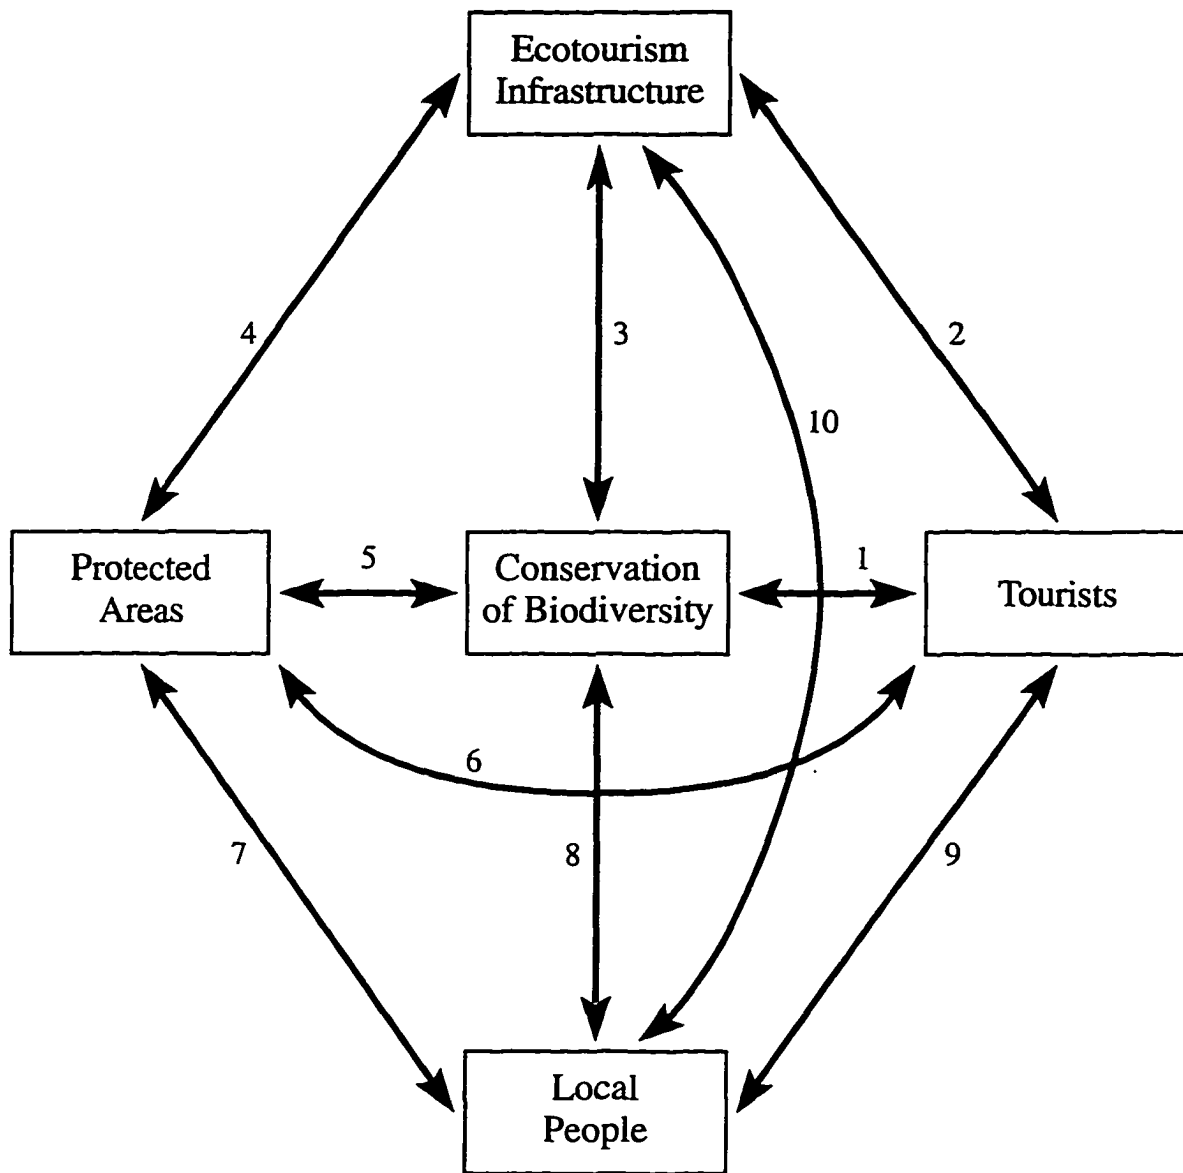 Ecotourism
Infrastructure
4
3
2
10
Protected
Areas
5
Conservation
of Biodiversity
1
Tourists
6
7
8
9
Local
People